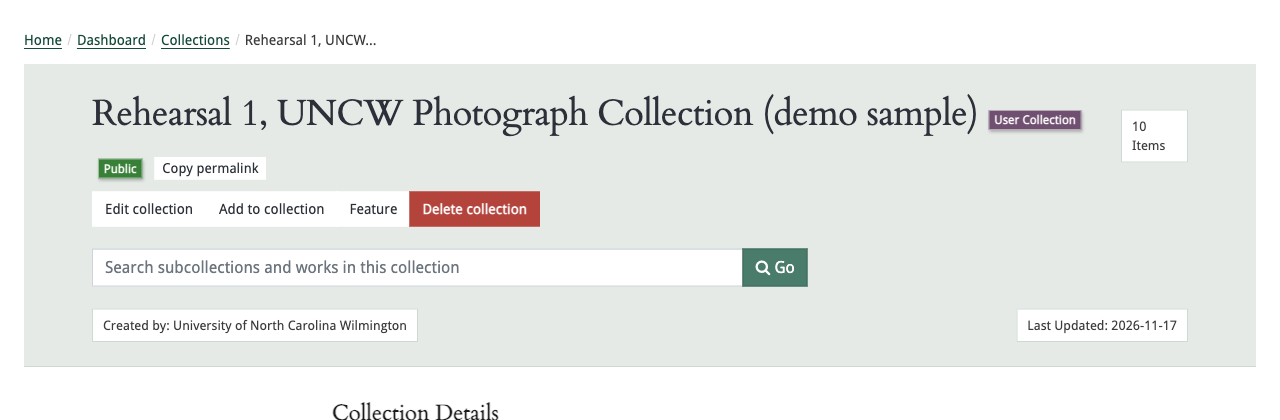 Home / Dashboard / Collections / Rehearsal 1, UNCW...
Rehearsal 1, UNCW Photograph Collection (demo sample) User Collection
10 Items
Public Copy permalink
Edit collection Add to collection Feature Delete collection
Search subcollections and works in this collection Go
Created by: University of North Carolina Wilmington Last Updated: 2026-11-17
Collection Details